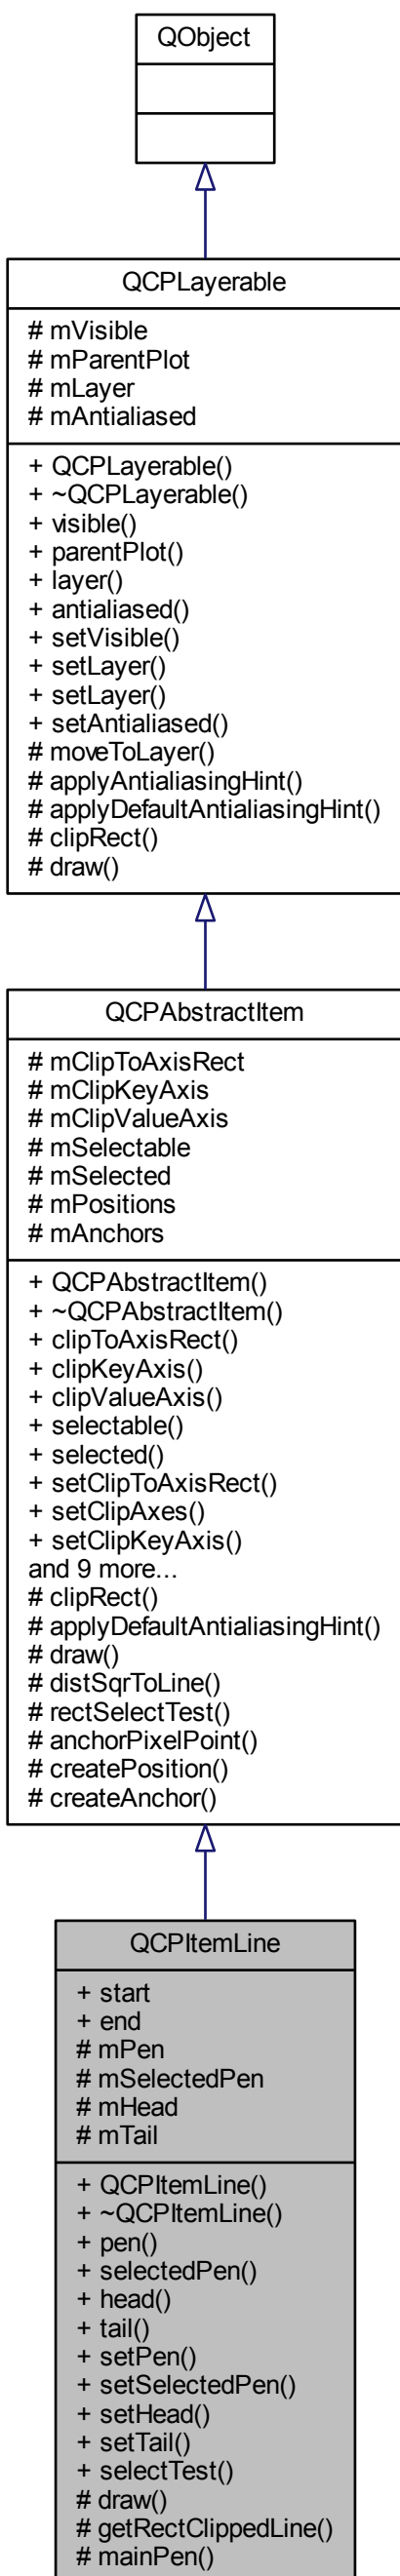 QObject
QCPLayerable
# mVisible
# mParentPlot
# mLayer
# mAntialiased
+ QCPLayerable()
+ ~QCPLayerable()
+ visible()
+ parentPlot()
+ layer()
+ antialiased()
+ setVisible()
+ setLayer()
+ setLayer()
+ setAntialiased()
# moveToLayer()
# applyAntialiasingHint()
# applyDefaultAntialiasingHint()
# clipRect()
# draw()
QCPAbstractItem
# mClipToAxisRect
# mClipKeyAxis
# mClipValueAxis
# mSelectable
# mSelected
# mPositions
# mAnchors
+ QCPAbstractItem()
+ ~QCPAbstractItem()
+ clipToAxisRect()
+ clipKeyAxis()
+ clipValueAxis()
+ selectable()
+ selected()
+ setClipToAxisRect()
+ setClipAxes()
+ setClipKeyAxis()
and 9 more...
# clipRect()
# applyDefaultAntialiasingHint()
# draw()
# distSqrToLine()
# rectSelectTest()
# anchorPixelPoint()
# createPosition()
# createAnchor()
QCPItemLine
+ start
+ end
# mPen
# mSelectedPen
# mHead
# mTail
+ QCPItemLine()
+ ~QCPItemLine()
+ pen()
+ selectedPen()
+ head()
+ tail()
+ setPen()
+ setSelectedPen()
+ setHead()
+ setTail()
+ selectTest()
# draw()
# getRectClippedLine()
# mainPen()